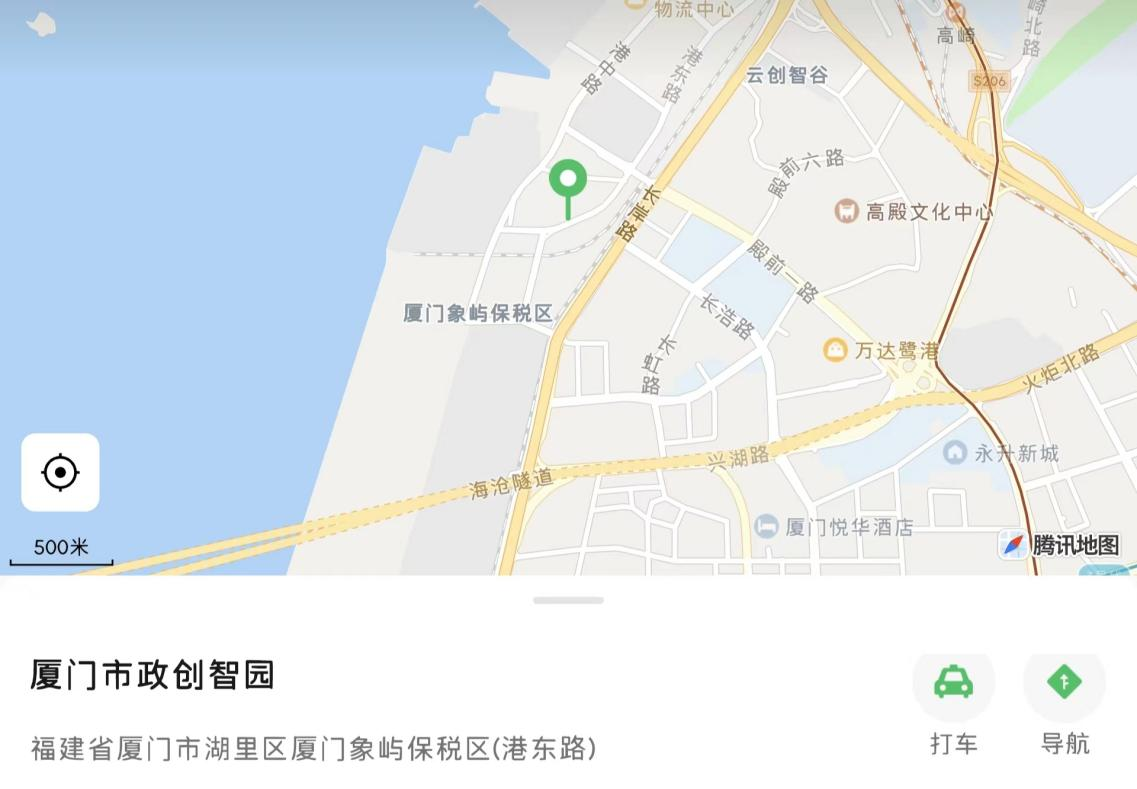 物流中心
高崎
崎北路
港中路
港东路
云创智谷
S206
殿前六路
高殿文化中心
长岸路
殿前一路
厦门象屿保税区
长浩路
长虹路
万达鹭港
火炬北路
永升新城
兴湖路
海沧隧道
厦门悦华酒店
500米
腾讯地图
厦门市政创智园
福建省厦门市湖里区厦门象屿保税区(港东路)
打车
导航